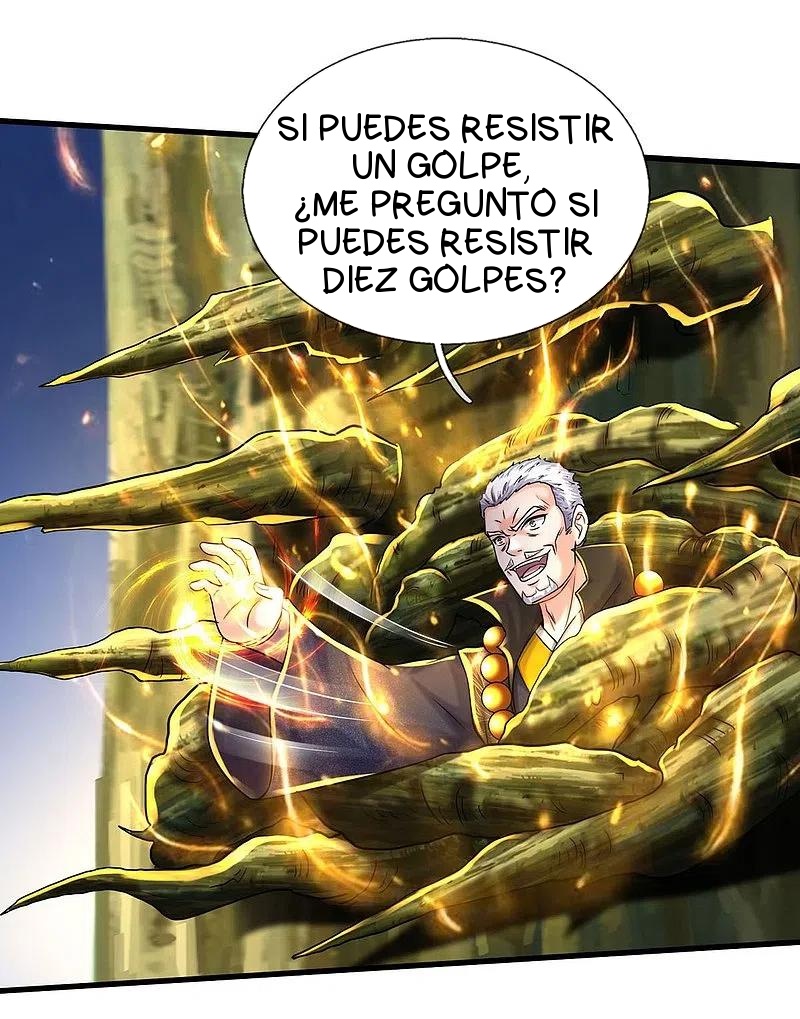 SI PUEDES RESISTIR
UN GOLPE,
¿ME PREGUNTO SI
PUEDES RESISTIR
DIEZ GOLPES?